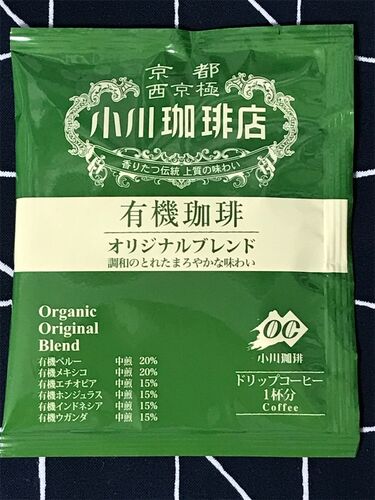 京都
西京極
小川珈琲店
香りたつ伝統 上質の味わい
有機珈琲
オリジナルブレンド
調和のとれたまろやかな味わい
Organic
Original
Blend
有機ペルー 中煎 20%
有機メキシコ 中煎 20%
有機エチオピア 中煎 15%
有機ホンジュラス 中煎 15%
有機インドネシア 中煎 15%
有機ウガンダ 中煎 15%
OC
小川珈琲
ドリップコーヒー
1杯分
Coffee